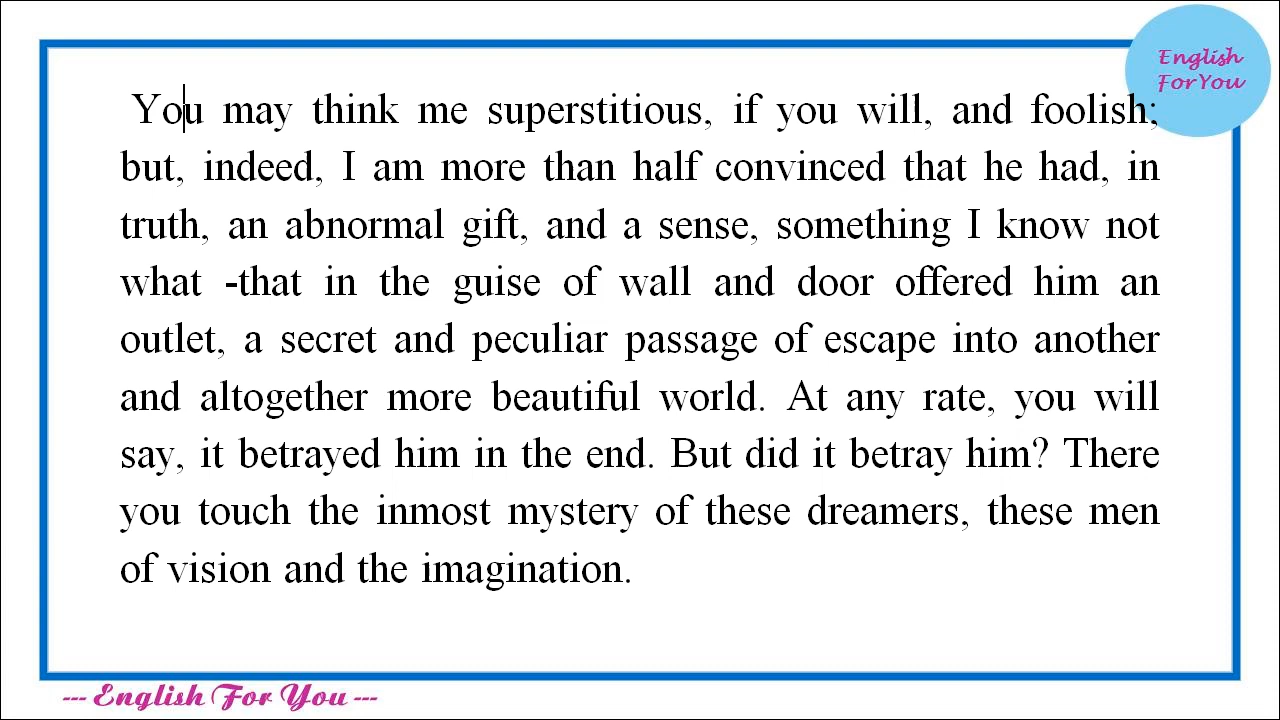 English
ForYou
You may think me superstitious, if you will, and foolish;
but, indeed, I am more than half convinced that he had, in
truth, an abnormal gift, and a sense, something I know not
what -that in the guise of wall and door offered him an
outlet, a secret and peculiar passage of escape into another
and altogether more beautiful world. At any rate, you will
say, it betrayed him in the end. But did it betray him? There
you touch the inmost mystery of these dreamers, these men
of vision and the imagination.
--- English For You ---